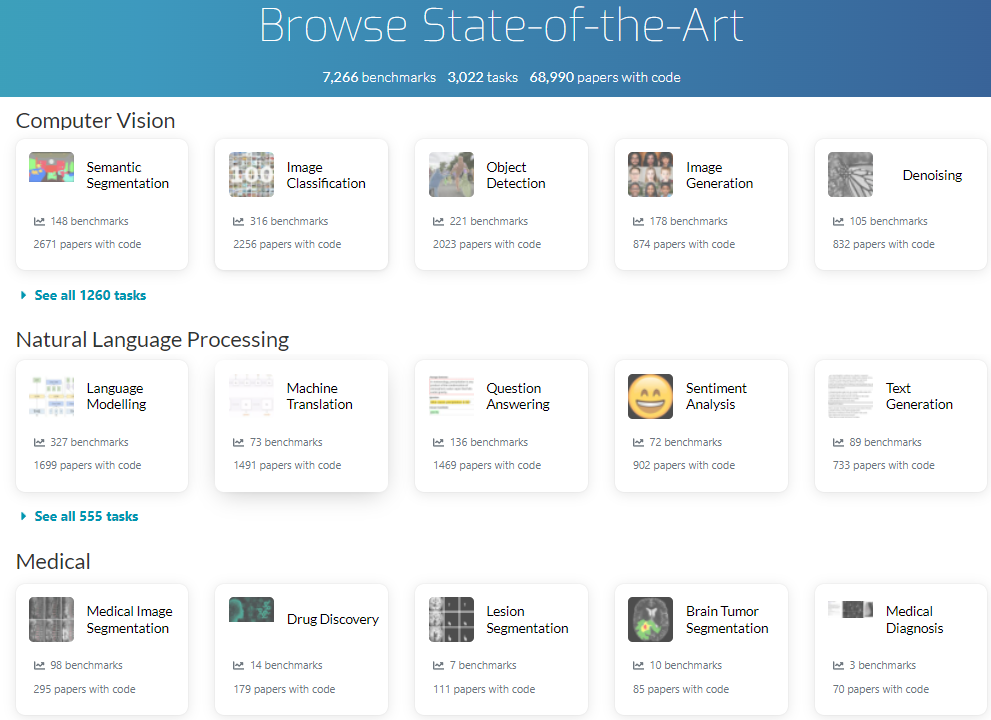 Browse State-of-the-Art
7,266 benchmarks 3,022 tasks 68,990 papers with code
Computer Vision
Semantic
Segmentation
148 benchmarks
2671 papers with code
100
Image
Classification
316 benchmarks
2256 papers with code
Object
Detection
221 benchmarks
2023 papers with code
Image
Generation
178 benchmarks
874 papers with code
Denoising
105 benchmarks
832 papers with code
See all 1260 tasks
Natural Language Processing
Language
Modelling
327 benchmarks
1699 papers with code
Machine
Translation
73 benchmarks
1491 papers with code
Question
Answering
136 benchmarks
1469 papers with code
Sentiment
Analysis
72 benchmarks
902 papers with code
Text
Generation
89 benchmarks
733 papers with code
See all 555 tasks
Medical
Medical Image
Segmentation
98 benchmarks
295 papers with code
Drug Discovery
14 benchmarks
179 papers with code
Lesion
Segmentation
7 benchmarks
111 papers with code
Brain Tumor
Segmentation
10 benchmarks
85 papers with code
Medical
Diagnosis
3 benchmarks
70 papers with code